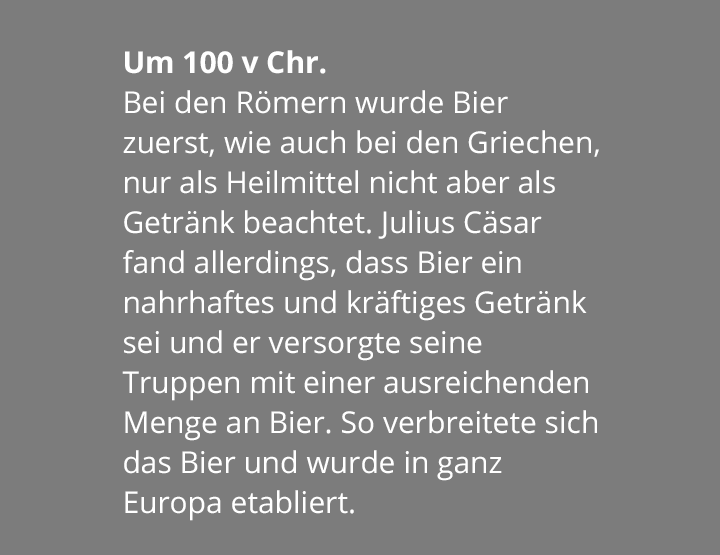 Um 100 v Chr.
Bei den Römern wurde Bier
zuerst, wie auch bei den Griechen,
nur als Heilmittel nicht aber als
Getränk beachtet. Julius Cäsar
fand allerdings, dass Bier ein
nahrhaftes und kräftiges Getränk
sei und er versorgte seine
Truppen mit einer ausreichenden
Menge an Bier. So verbreitete sich
das Bier und wurde in ganz
Europa etabliert.